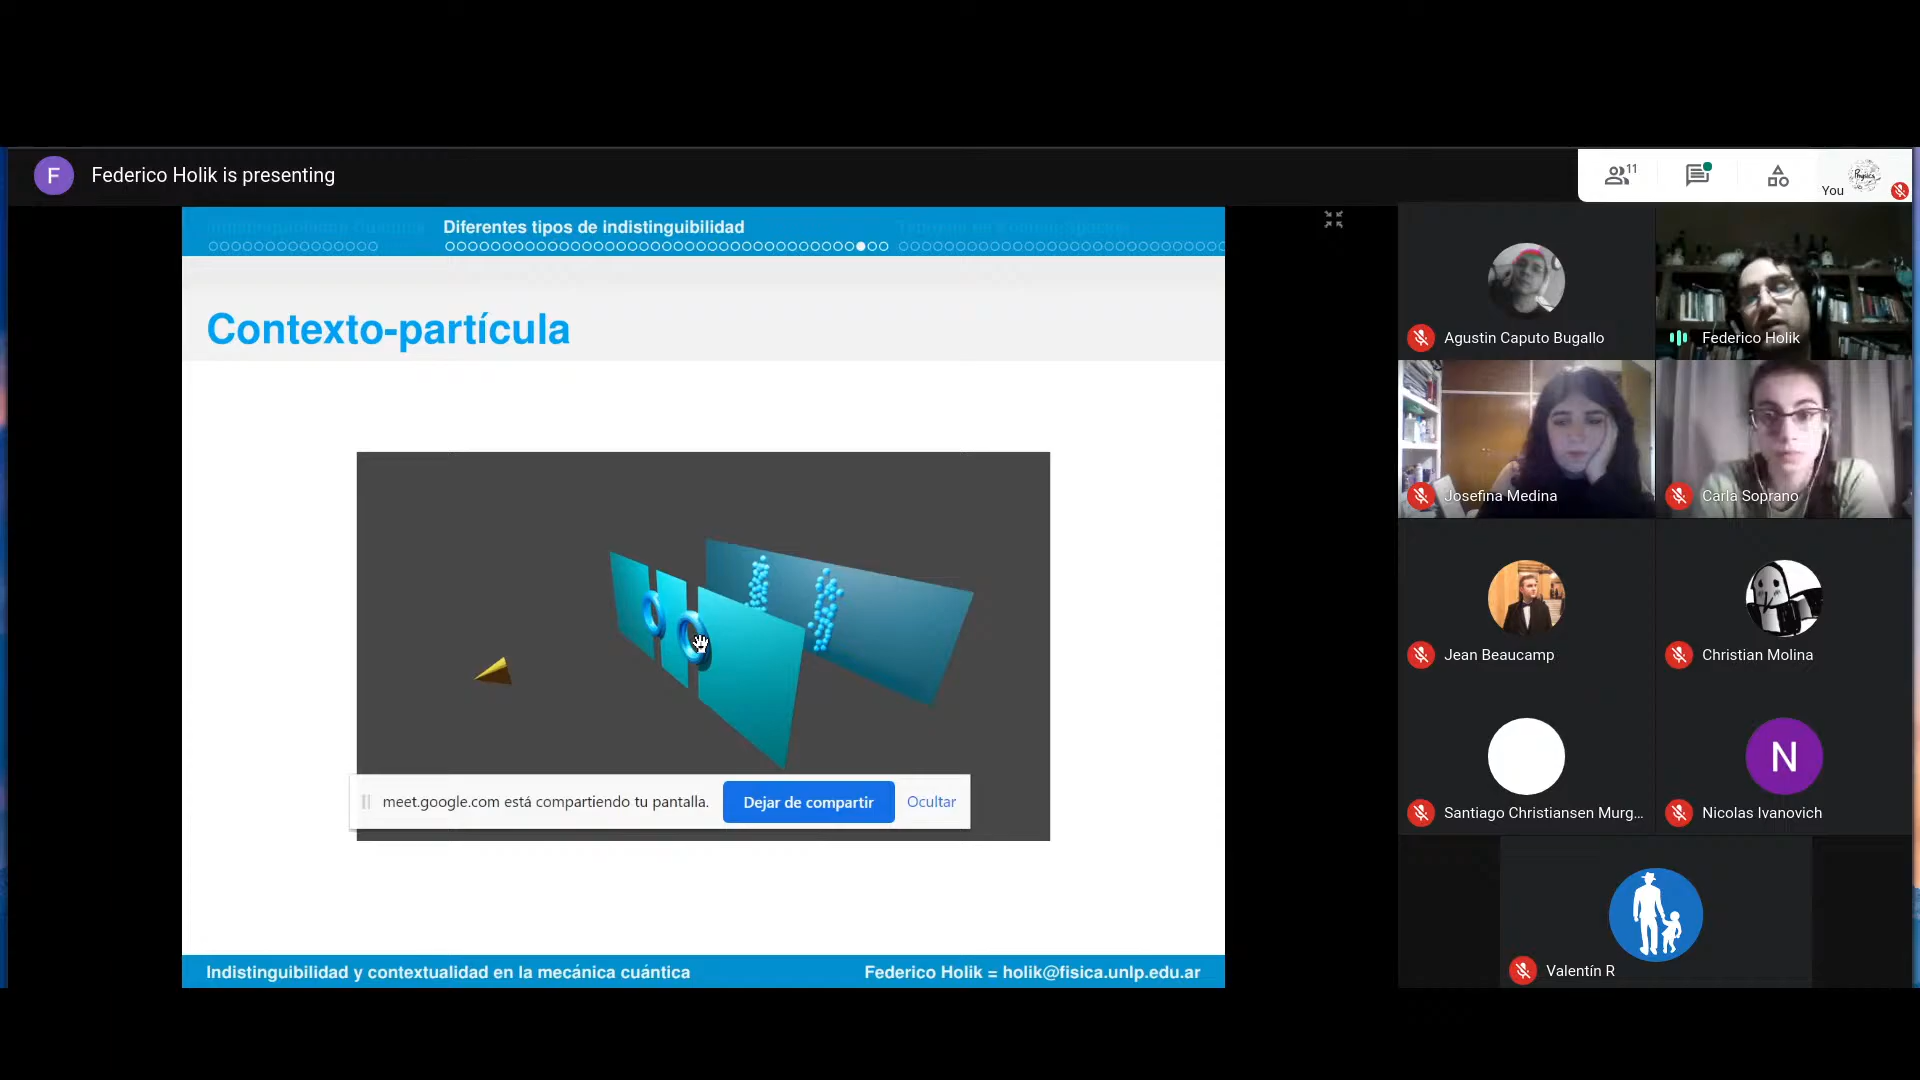 F
Federico Holik is presenting
11
You
Physics
Diferentes tipos de indistinguibilidad
Contexto-partícula
meet.google.com está compartiendo tu pantalla.
Dejar de compartir
Ocultar
Indistinguibilidad y contextualidad en la mecánica cuántica
Federico Holik = holik@fisica.unlp.edu.ar
Agustin Caputo Bugallo
Federico Holik
Josefina Medina
Carla Soprano
Jean Beaucamp
Christian Molina
Santiago Christiansen Murg...
N
Nicolas Ivanovich
Valentín R